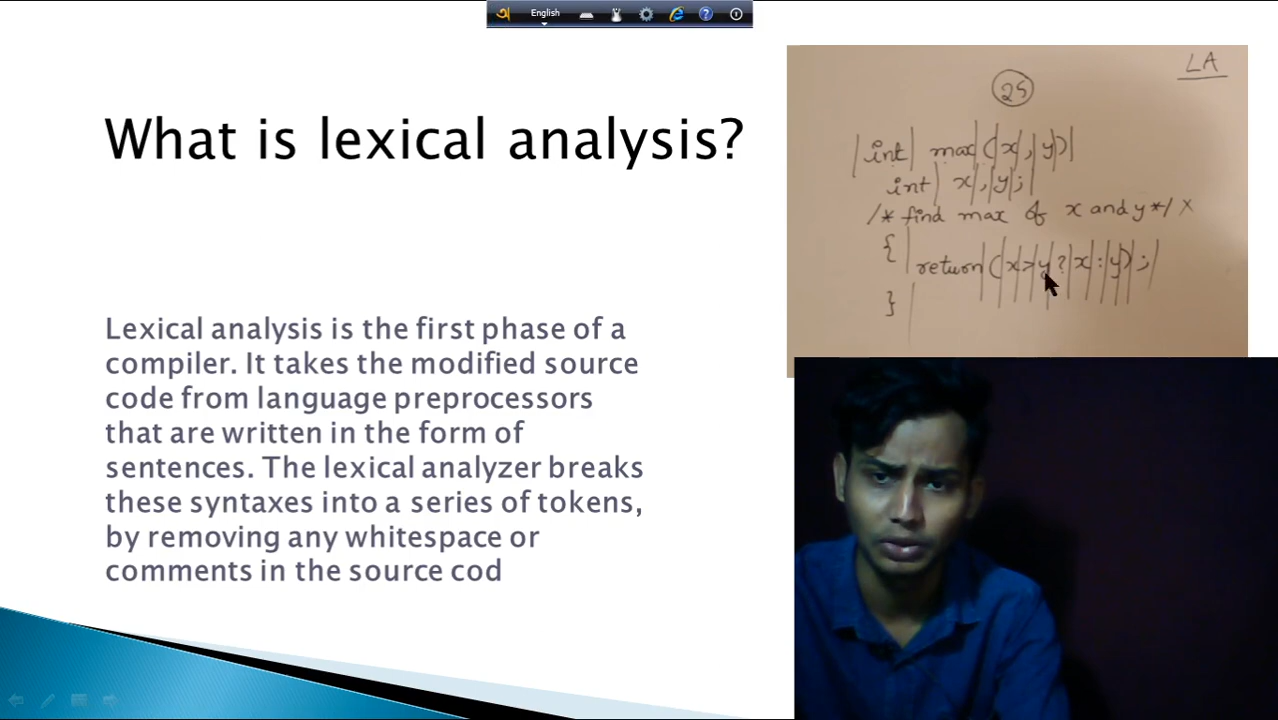 English
What is lexical analysis?
Lexical analysis is the first phase of a
compiler. It takes the modified source
code from language preprocessors
that are written in the form of
sentences. The lexical analyzer breaks
these syntaxes into a series of tokens,
by removing any whitespace or
comments in the source cod
LA
25
|int| max|(|x|,|y|)|
int| x|,|y|;|
/* find max of x and y */ X
{
return|(|x|>|y|?|x|:|y|)|;|
}